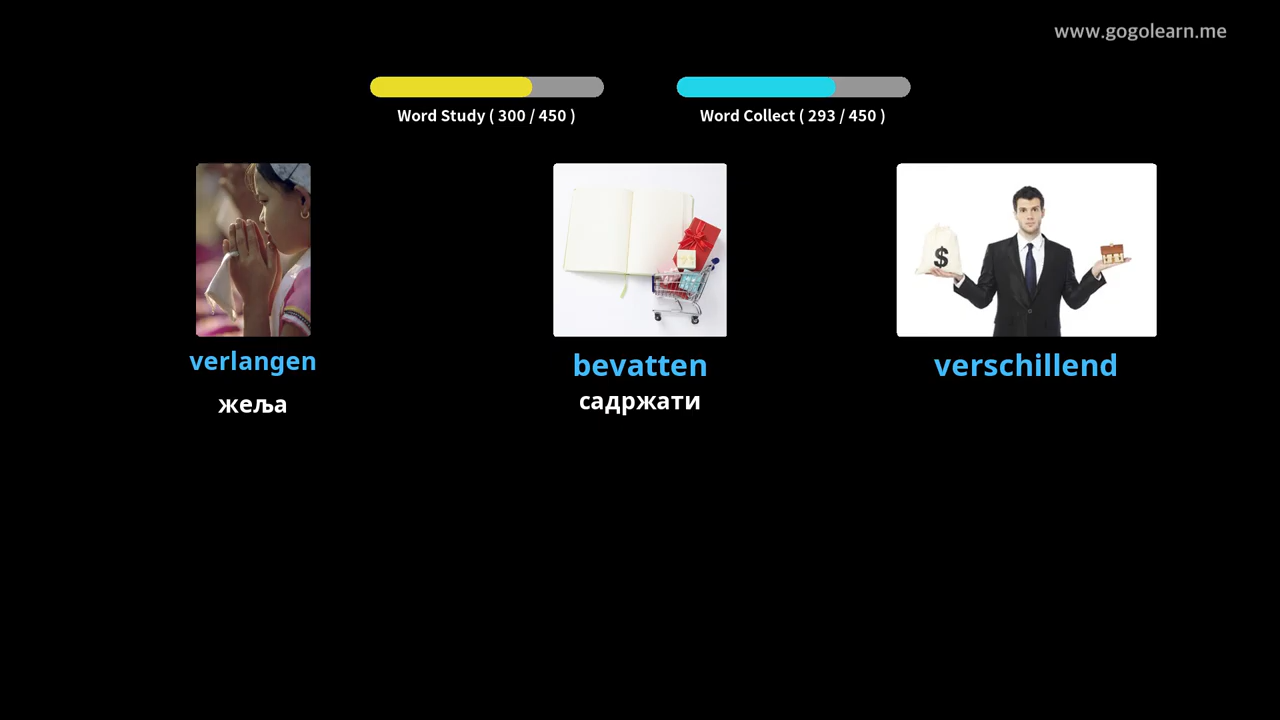 www.gogolearn.me
Word Study ( 300 / 450 )
Word Collect ( 293 / 450 )
$
verlangen
bevatten
verschillend
жеља
садржати